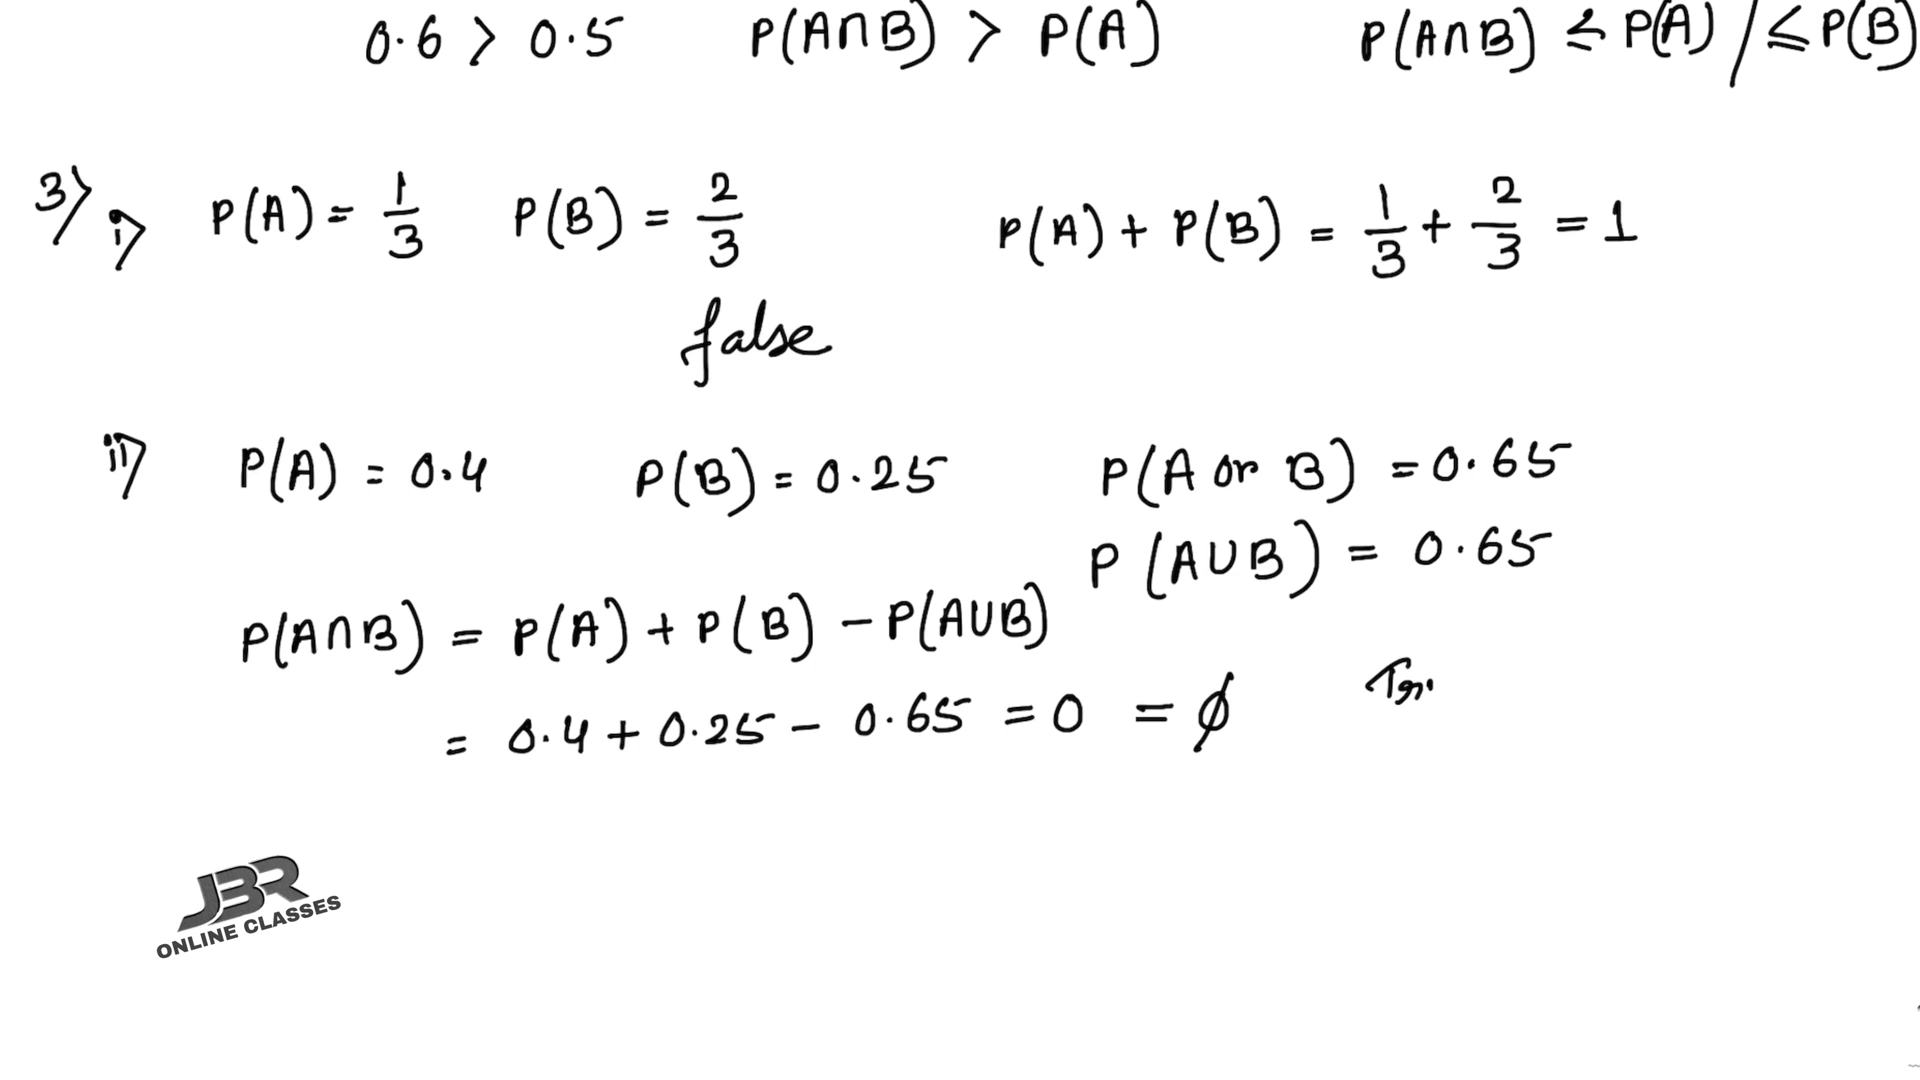 0.6 > 0.5 P(A∩B) > P(A) P(A∩B) ≤ P(A) / ≤ P(B)
3) i) P(A) = 1/3 P(B) = 2/3 P(A) + P(B) = 1/3 + 2/3 = 1
false
ii) P(A) = 0.4 P(B) = 0.25 P(A or B) = 0.65
P(A∪B) = 0.65
P(A∩B) = P(A) + P(B) - P(A∪B)
= 0.4 + 0.25 - 0.65 = 0 = ϕ
JBR
ONLINE CLASSES